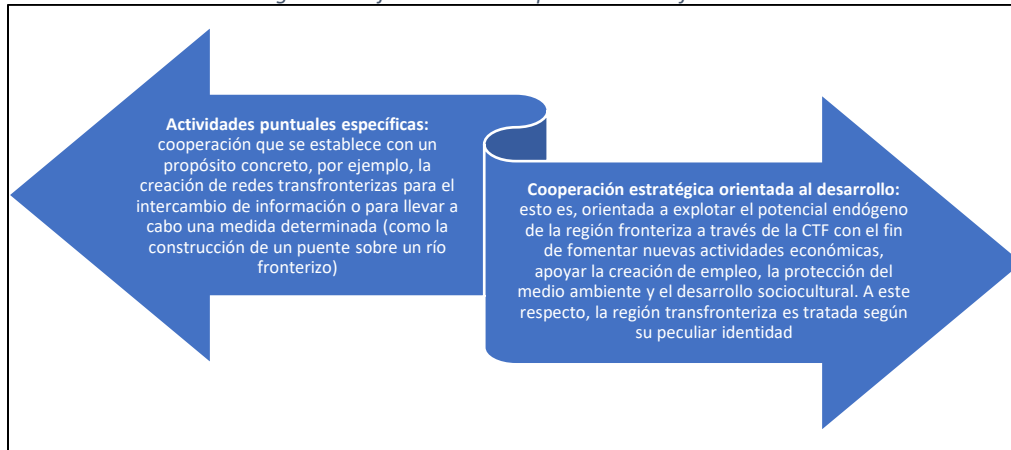 Actividades puntuales específicas:
cooperación que se establece con un
propósito concreto, por ejemplo, la
creación de redes transfronterizas para el
intercambio de información o para llevar a
cabo una medida determinada (como la
construcción de un puente sobre un río
fronterizo)
Cooperación estratégica orientada al desarrollo:
esto es, orientada a explotar el potencial endógeno
de la región fronteriza a través de la CTF con el fin
de fomentar nuevas actividades económicas,
apoyar la creación de empleo, la protección del
medio ambiente y el desarrollo sociocultural. A este
respecto, la región transfronteriza es tratada según
su peculiar identidad